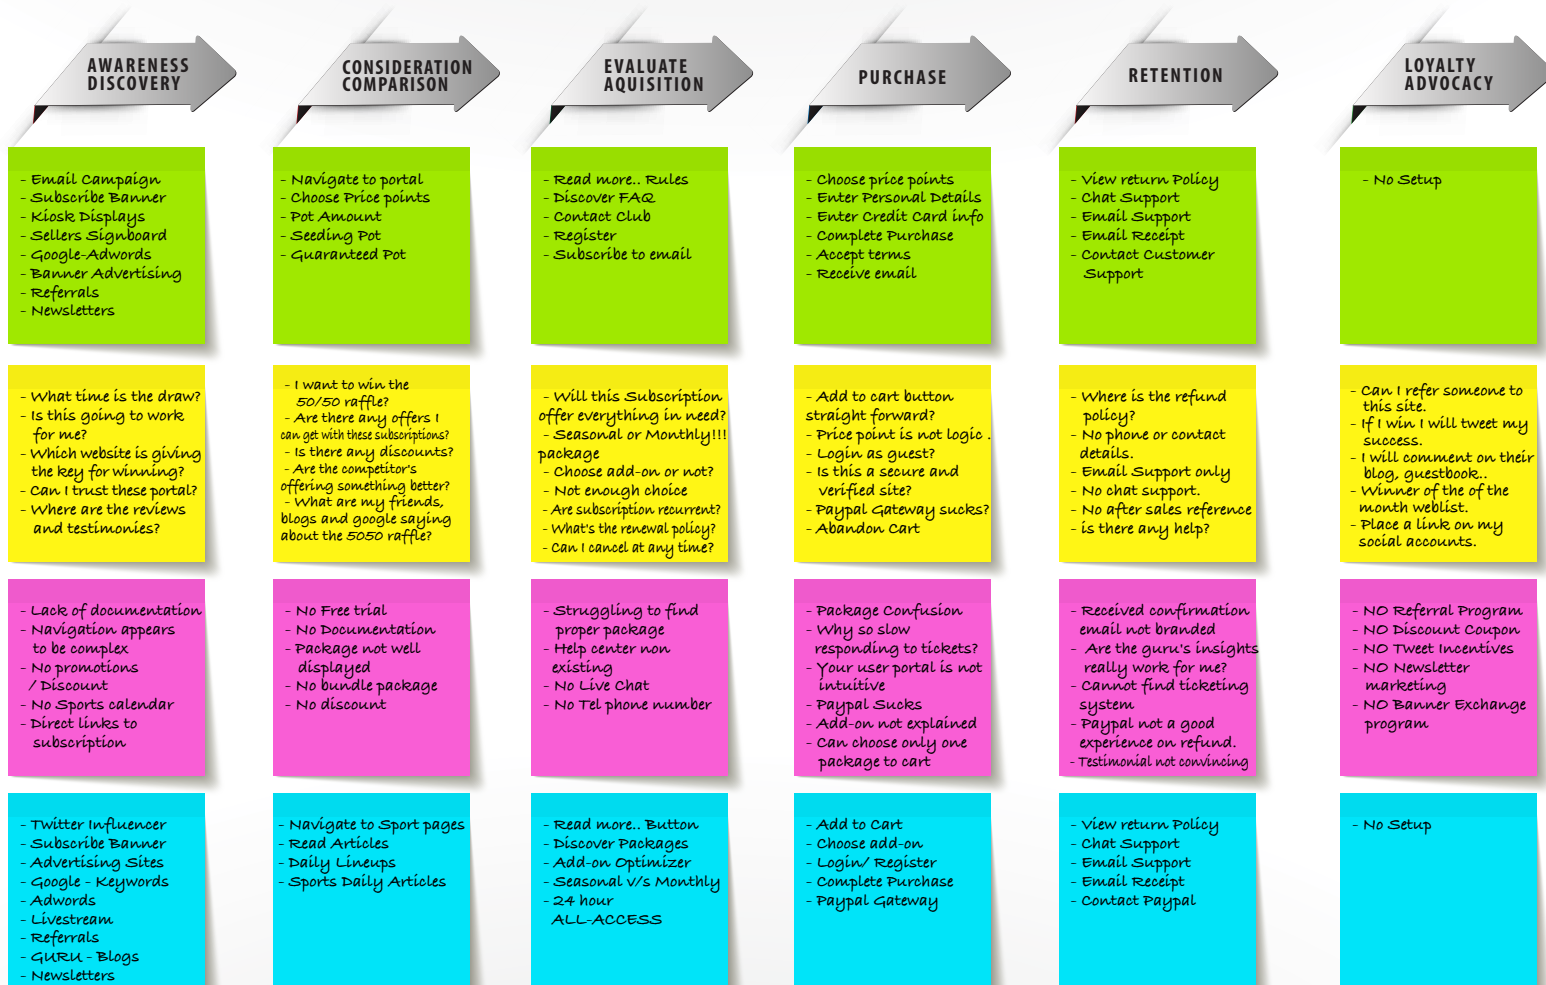 AWARENESS
DISCOVERY
CONSIDERATION
COMPARISON
EVALUATE
AQUISITION
PURCHASE
RETENTION
LOYALTY
ADVOCACY
- Email Campaign
- Subscribe Banner
- Kiosk Displays
- Sellers Signboard
- Google-Adwords
- Banner Advertising
- Referrals
- Newsletters
- Navigate to portal
- Choose Price points
- Pot Amount
- Seeding Pot
- Guaranteed Pot
- Read more.. Rules
- Discover FAQ
- Contact Club
- Register
- Subscribe to email
- Choose price points
- Enter Personal Details
- Enter Credit Card info
- Complete Purchase
- Accept terms
- Receive email
- View return Policy
- Chat Support
- Email Support
- Email Receipt
- Contact Customer
Support
- No Setup
- What time is the draw?
- Is this going to work
for me?
- Which website is giving
the key for winning?
- Can I trust these portal?
- Where are the reviews
and testimonies?
- I want to win the
50/50 raffle?
- Are there any offers I
can get with these subscriptions?
- Is there any discounts?
- Are the competitor's
offering something better?
- What are my friends,
blogs and google saying
about the 5050 raffle?
- Will this Subscription
offer everything in need?
- Seasonal or Monthly!!!
package
- Choose add-on or not?
- Not enough choice
- Are subscription recurrent?
- What's the renewal policy?
- Can I cancel at any time?
- Add to cart button
straight forward?
- Price point is not logic .
- Login as guest?
- Is this a secure and
verified site?
- Paypal Gateway sucks?
- Abandon Cart
- Where is the refund
policy?
- No phone or contact
details.
- Email Support only
- No chat support.
- No after sales reference
- is there any help?
- Can I refer someone to
this site.
- If I win I will tweet my
success.
- I will comment on their
blog, guestbook..
- Winner of the of the
month weblist.
- Place a link on my
social accounts.
- Lack of documentation
- Navigation appears
to be complex
- No promotions
/ Discount
- No Sports calendar
- Direct links to
subscription
- No Free trial
- No Documentation
- Package not well
displayed
- No bundle package
- No discount
- Struggling to find
proper package
- Help center non
existing
- No Live Chat
- No Tel phone number
- Package Confusion
- Why so slow
responding to tickets?
- Your user portal is not
intuitive
- Paypal Sucks
- Add-on not explained
- Can choose only one
package to cart
- Received confirmation
email not branded
- Are the guru's insights
really work for me?
- Cannot find ticketing
system
- Paypal not a good
experience on refund.
- Testimonial not convincing
- NO Referral Program
- NO Discount Coupon
- NO Tweet Incentives
- NO Newsletter
marketing
- NO Banner Exchange
program
- Twitter Influencer
- Subscribe Banner
- Advertising Sites
- Google - Keywords
- Adwords
- Livestream
- Referrals
- GURU - Blogs
- Newsletters
- Navigate to Sport pages
- Read Articles
- Daily Lineups
- Sports Daily Articles
- Read more.. Button
- Discover Packages
- Add-on Optimizer
- Seasonal v/s Monthly
- 24 hour
ALL-ACCESS
- Add to Cart
- Choose add-on
- Login/ Register
- Complete Purchase
- Paypal Gateway
- View return Policy
- Chat Support
- Email Support
- Email Receipt
- Contact Paypal
- No Setup